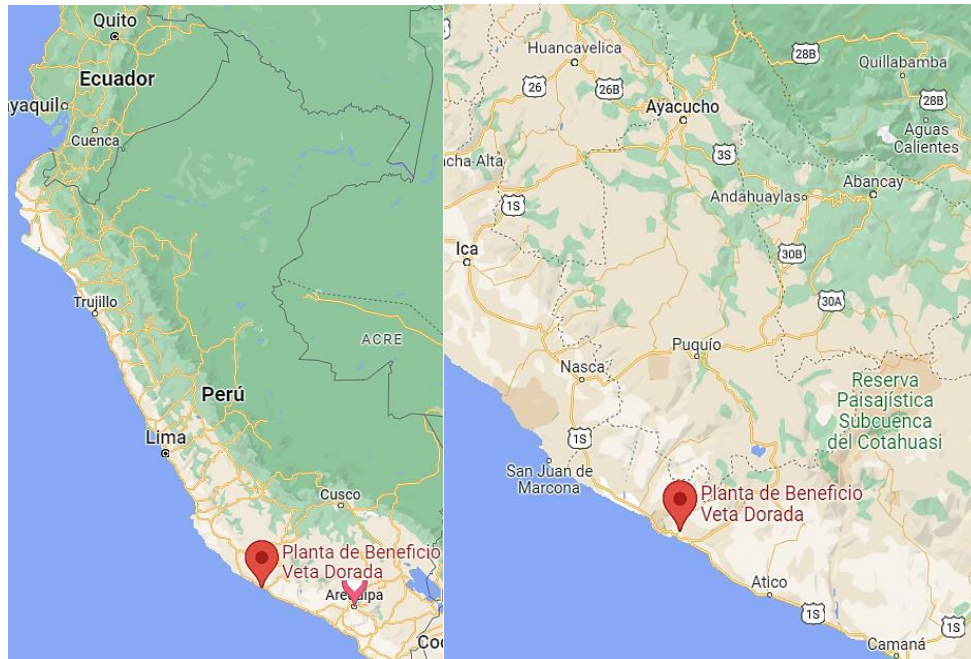 Quito
Ecuador
ayaquil
Cuenca
Trujillo
ACRE
Perú
Lima
Cusco
Planta de Beneficio
Veta Dorada
Arequipa
Coc
Huancavelica
28B
Quillabamba
26
26B
28B
Ayacucho
Aguas
Calientes
ncha Alta
3S
Andahuaylas
Abancay
1S
Ica
30B
30A
Puquío
Nasca
Reserva
Paisajística
Subcuenca
del Cotahuasi
1S
San Juan de
Marcona
Planta de Beneficio
Veta Dorada
Atico
1S
1S
Camaná